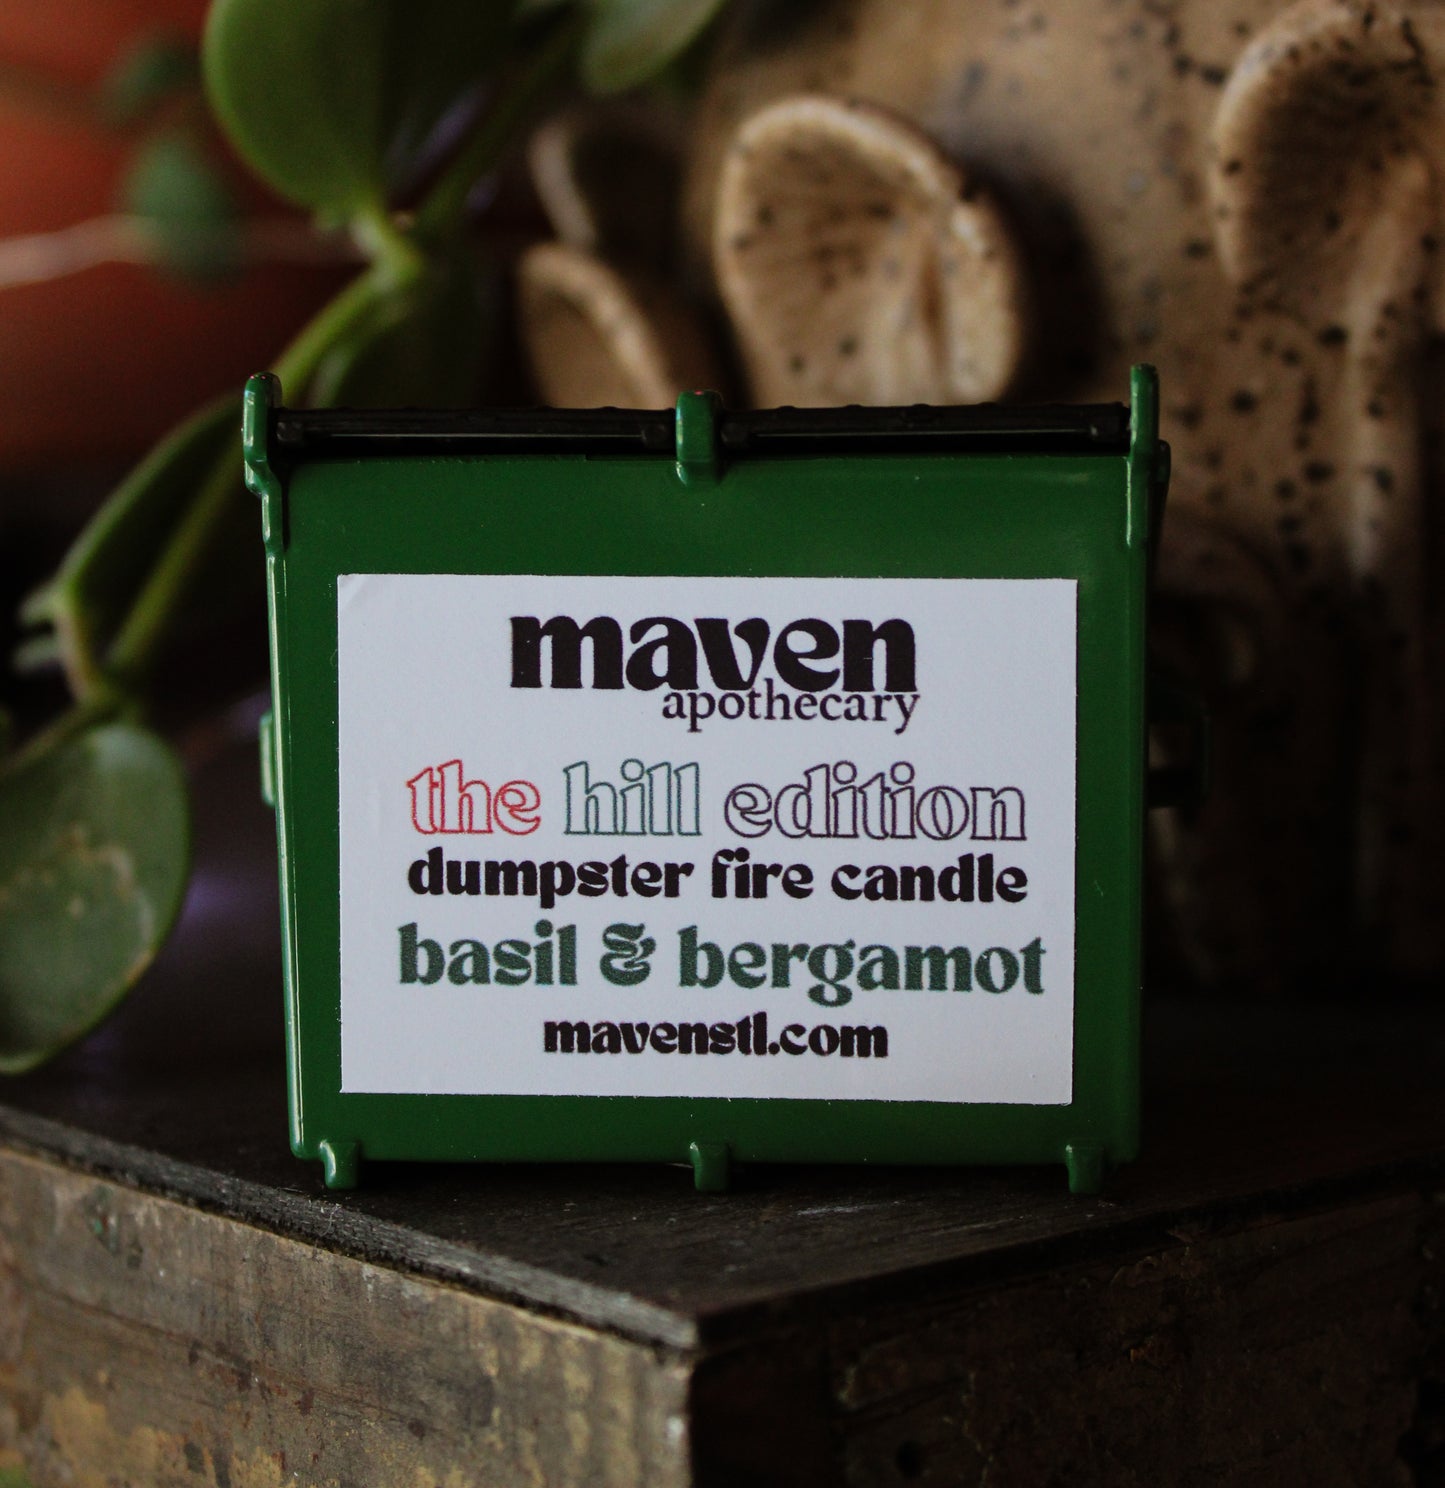 maven
apothecary
the hill edition
dumpster fire candle
basil & bergamot
mavenstl.com